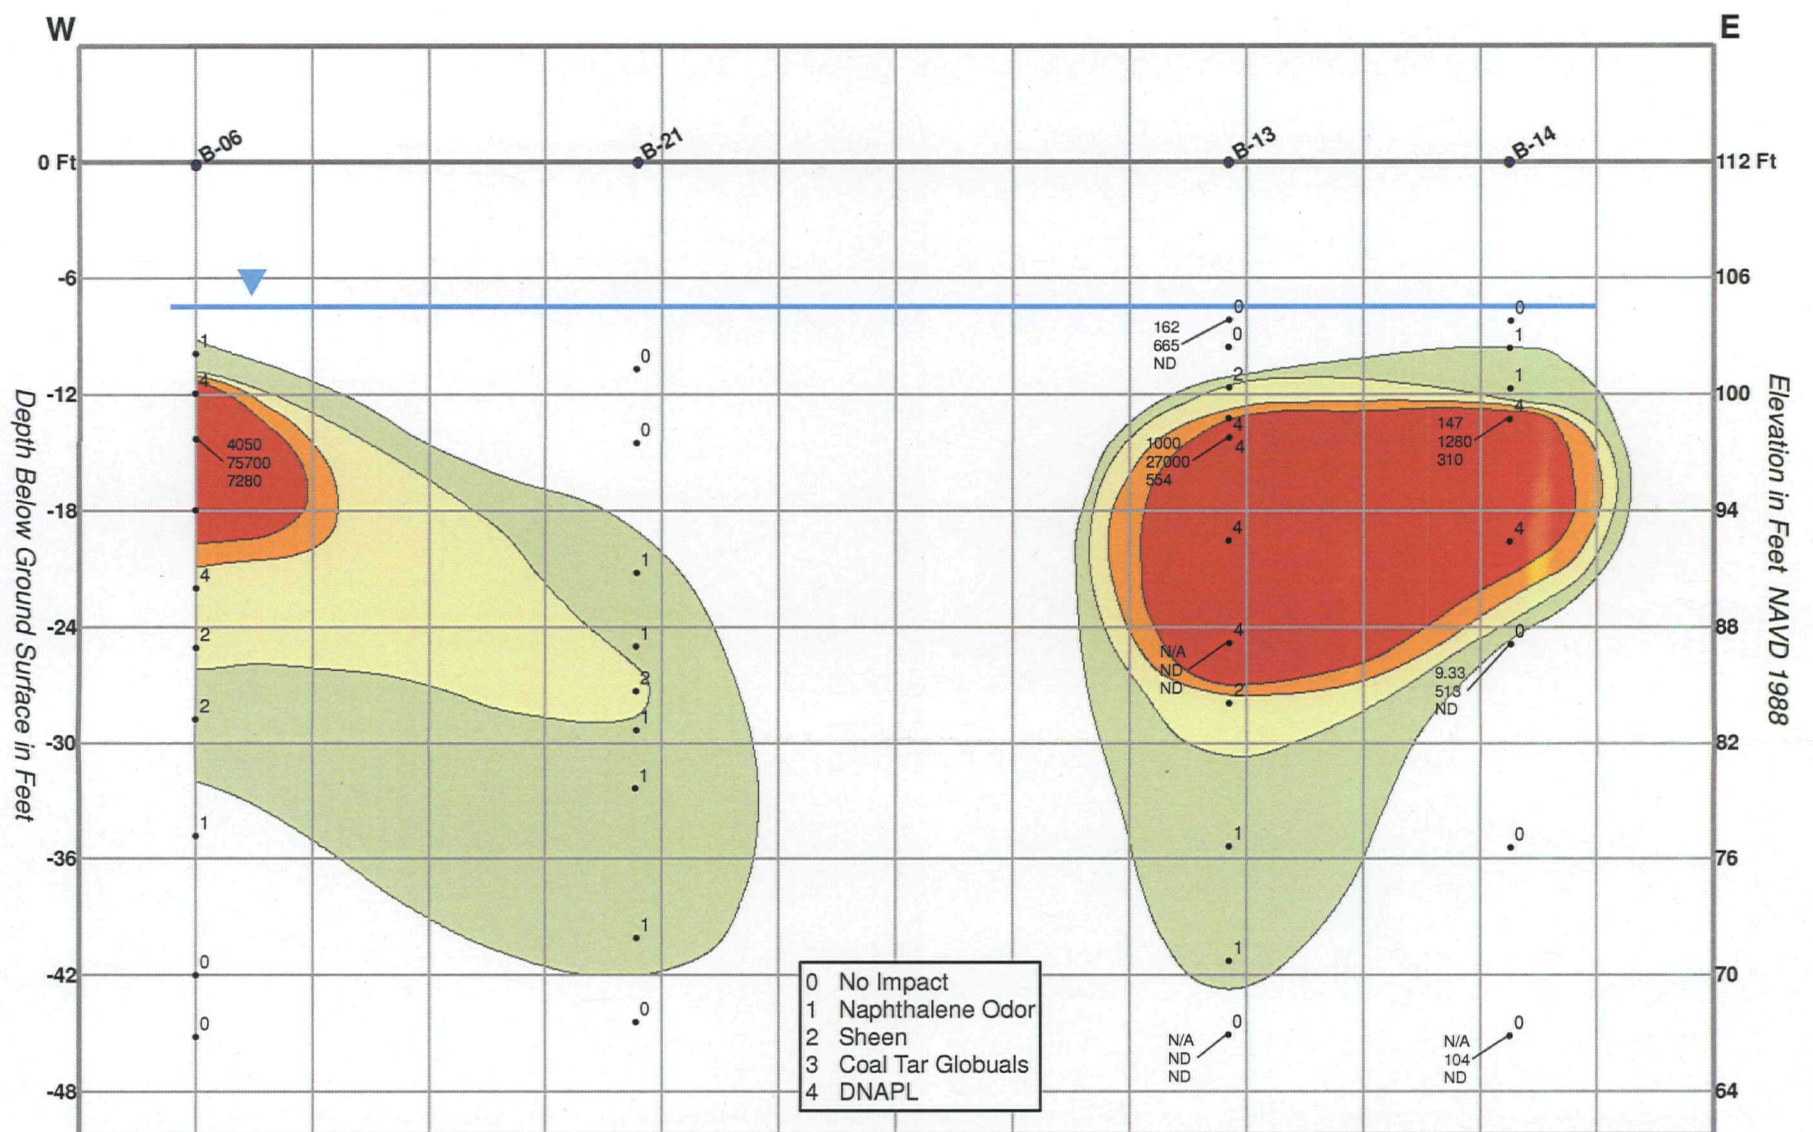 W
E
B-06
B-21
B-13
B-14
0 Ft
112 Ft
-6
106
0
0
162
665
ND
0
1
1
0
2
1
-12
100
4
4
0
4
4
4050
75700
7280
1000
27000
554
147
1280
310
-18
94
4
4
1
4
-24
88
2
1
4
0
N/A
ND
ND
2
2
9.33
513
ND
2
1
-30
82
1
1
1
0
-36
76
1
1
0
-42
70
0
0
0
0
N/A
ND
ND
N/A
104
ND
-48
64
Depth Below Ground Surface in Feet
Elevation in Feet NAVD 1988
0 No Impact
1 Naphthalene Odor
2 Sheen
3 Coal Tar Globuals
4 DNAPL